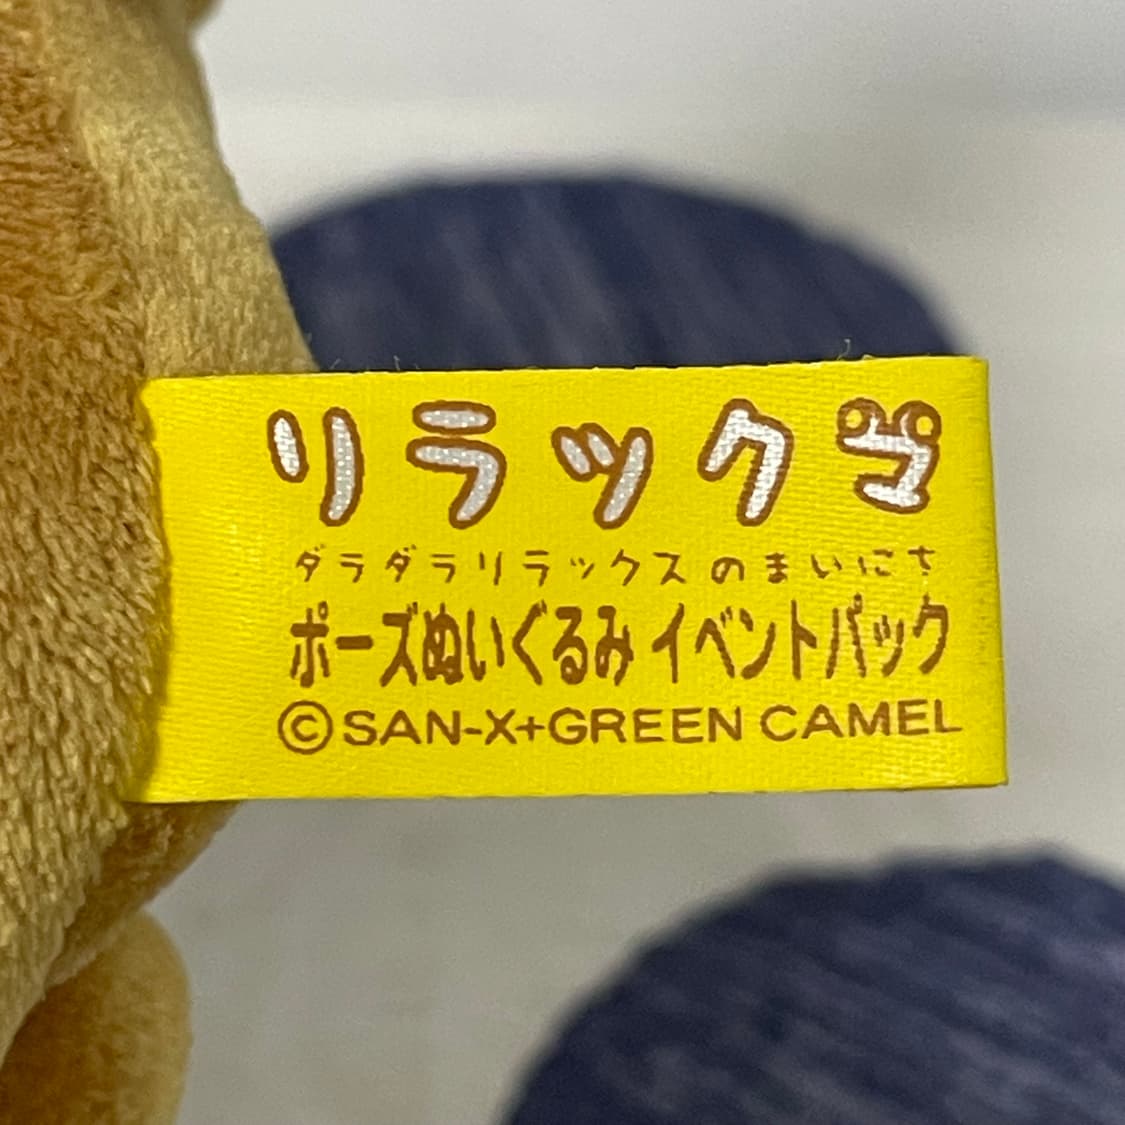 リラックマ
ダラダラリラックスのまいにち
ポーズぬいぐるみ イベントパック
©SAN-X+GREEN CAMEL